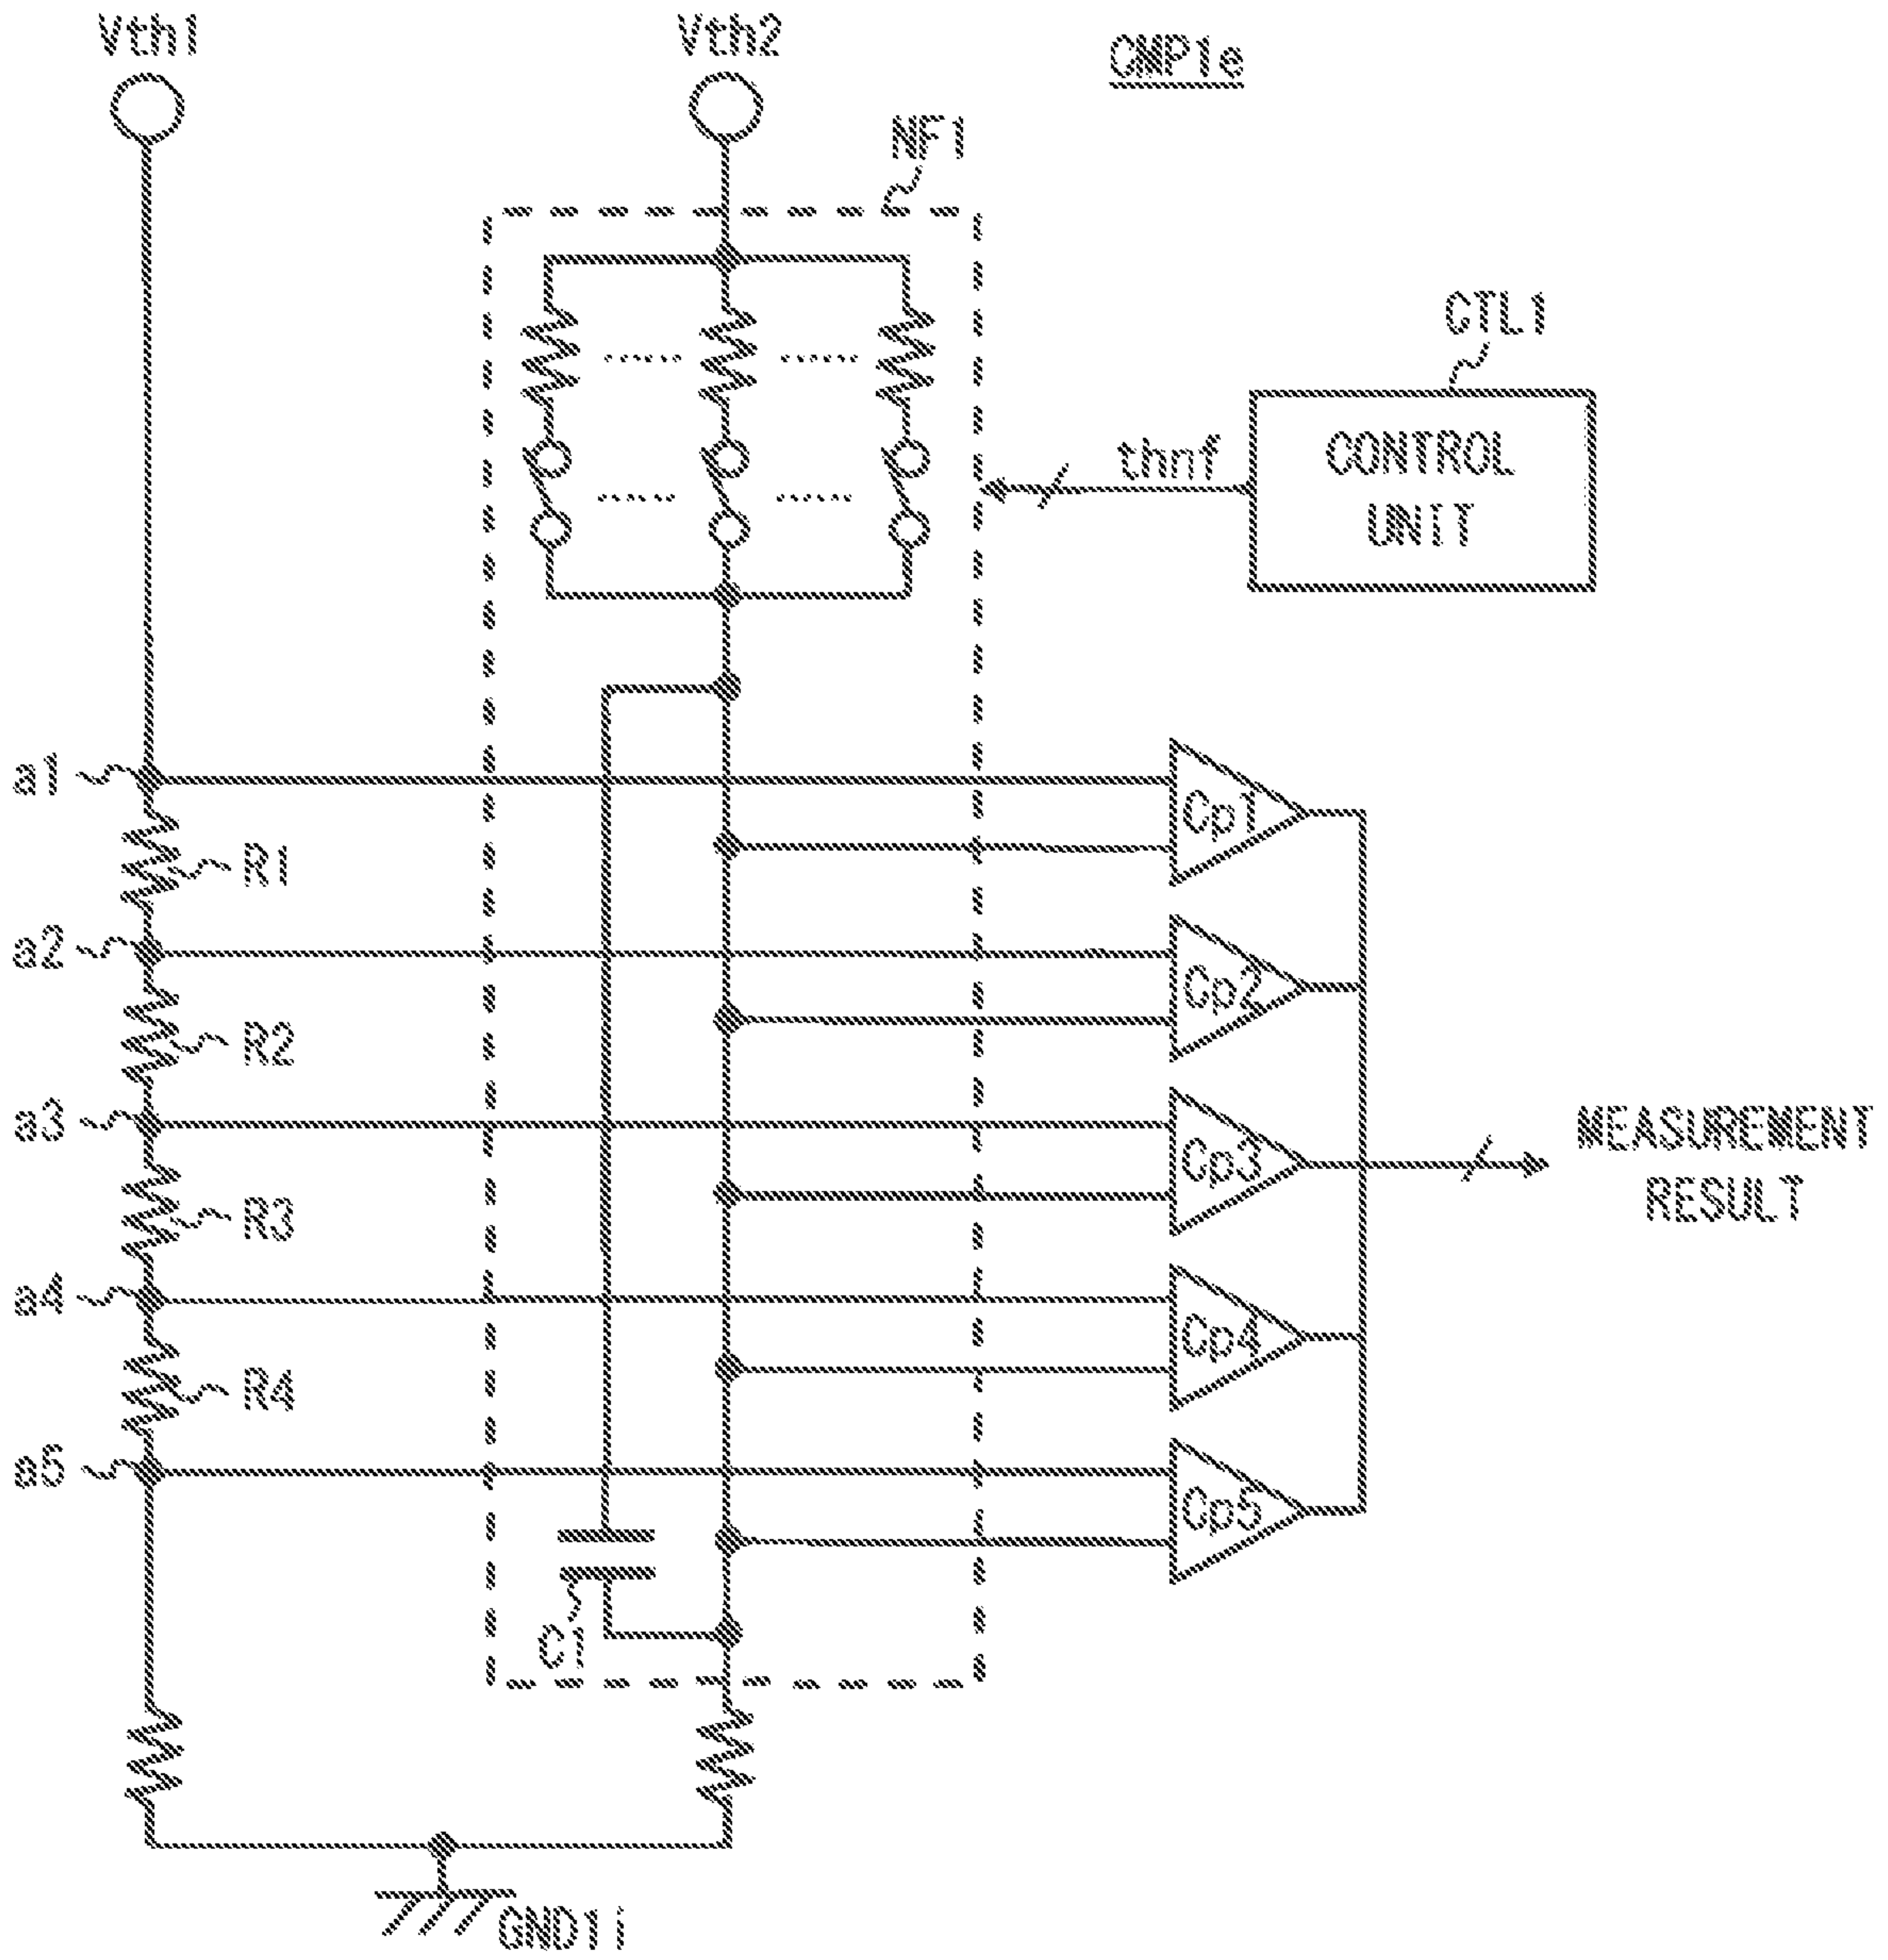 Vth1
Vth2
CMP1e
NF1
CTL1
CONTROL
UNIT
thnf
a1
Cp1
R1
a2
Cp2
R2
a3
Cp3
MEASUREMENT
RESULT
R3
a4
Cp4
R4
a5
Cp5
C1
GND1i